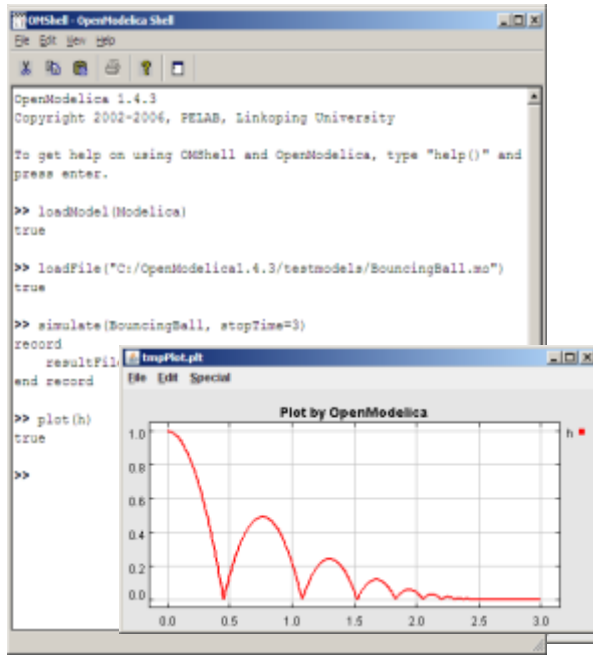 OMShell - OpenModelica Shell
File Edit View Help
OpenModelica 1.4.3
Copyright 2002-2006, PELAB, Linkoping University
To get help on using OMShell and OpenModelica, type "help()" and
press enter.
>> loadModel(Modelica)
true
>> loadFile("C:/OpenModelica1.4.3/testmodels/BouncingBall.mo")
true
>> simulate(BouncingBall, stopTime=3)
record
resultFil
end record
>> plot(h)
true
>>
tmpPlot.plt
File Edit Special
Plot by OpenModelica
h
1.0
0.8
0.6
0.4
0.2
0.0
0.0 0.5 1.0 1.5 2.0 2.5 3.0